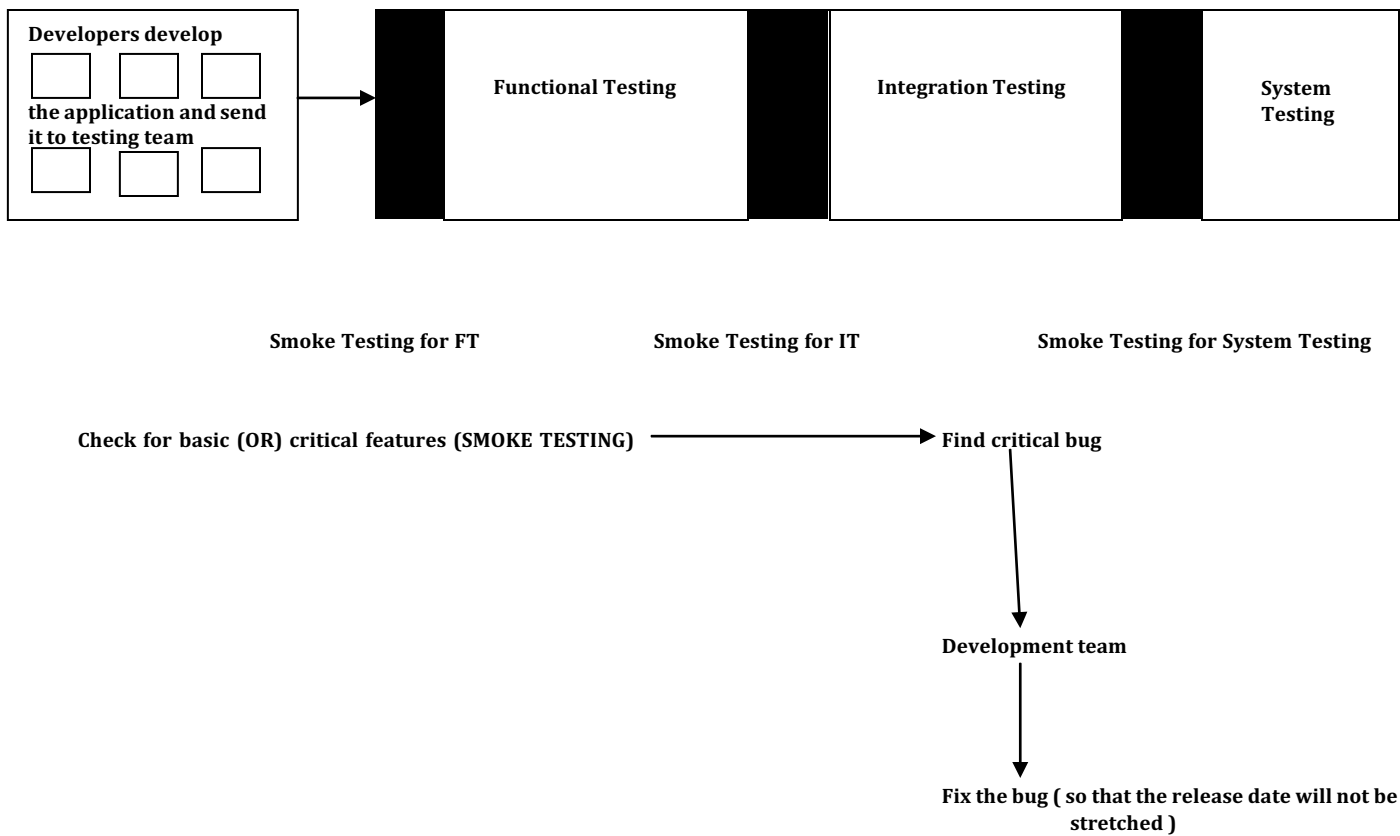 Developers develop
the application and send
it to testing team
Functional Testing
Integration Testing
System
Testing
Smoke Testing for FT
Smoke Testing for IT
Smoke Testing for System Testing
Check for basic (OR) critical features (SMOKE TESTING)
Find critical bug
Development team
Fix the bug ( so that the release date will not be
stretched )